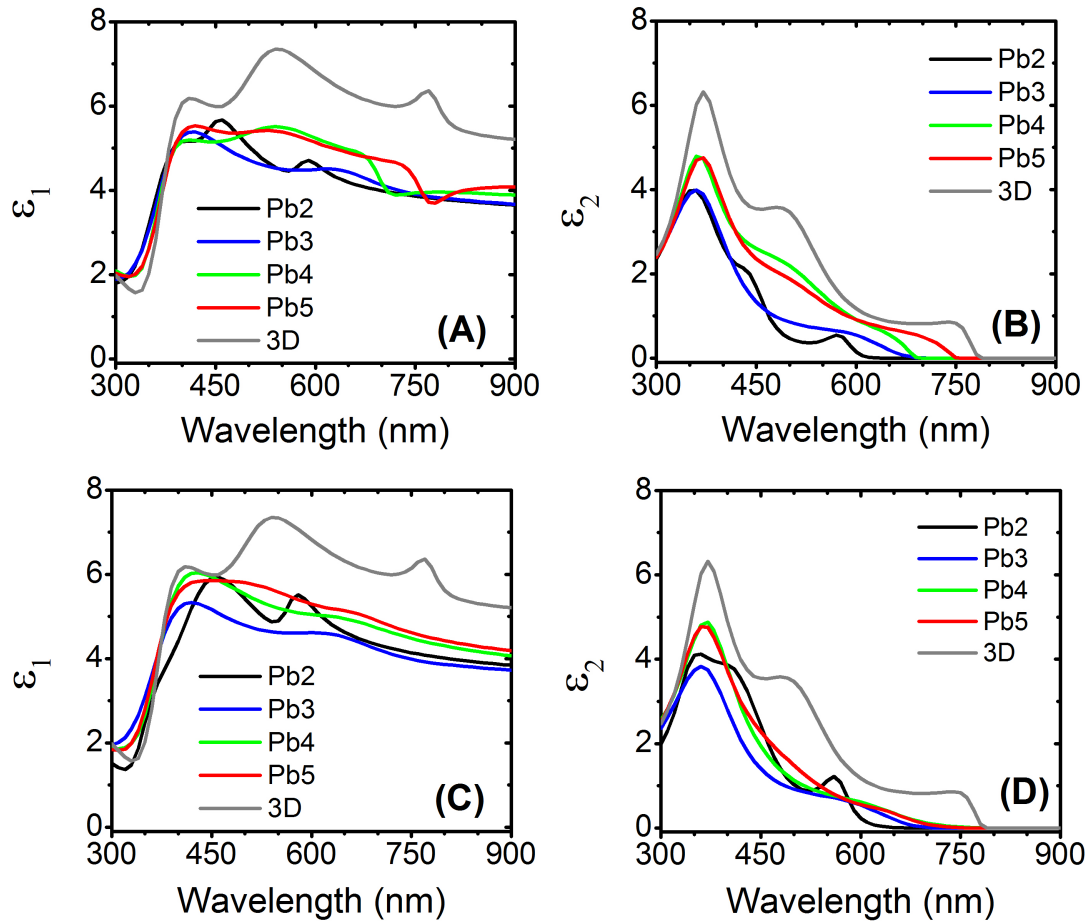 8
6
4
2
0
ε1
Pb2
Pb3
Pb4
Pb5
3D
(A)
300 450 600 750 900
Wavelength (nm)
8
6
4
2
0
ε2
Pb2
Pb3
Pb4
Pb5
3D
(B)
300 450 600 750 900
Wavelength (nm)
8
6
4
2
0
ε1
Pb2
Pb3
Pb4
Pb5
3D
(C)
300 450 600 750 900
Wavelength (nm)
8
6
4
2
0
ε2
Pb2
Pb3
Pb4
Pb5
3D
(D)
300 450 600 750 900
Wavelength (nm)